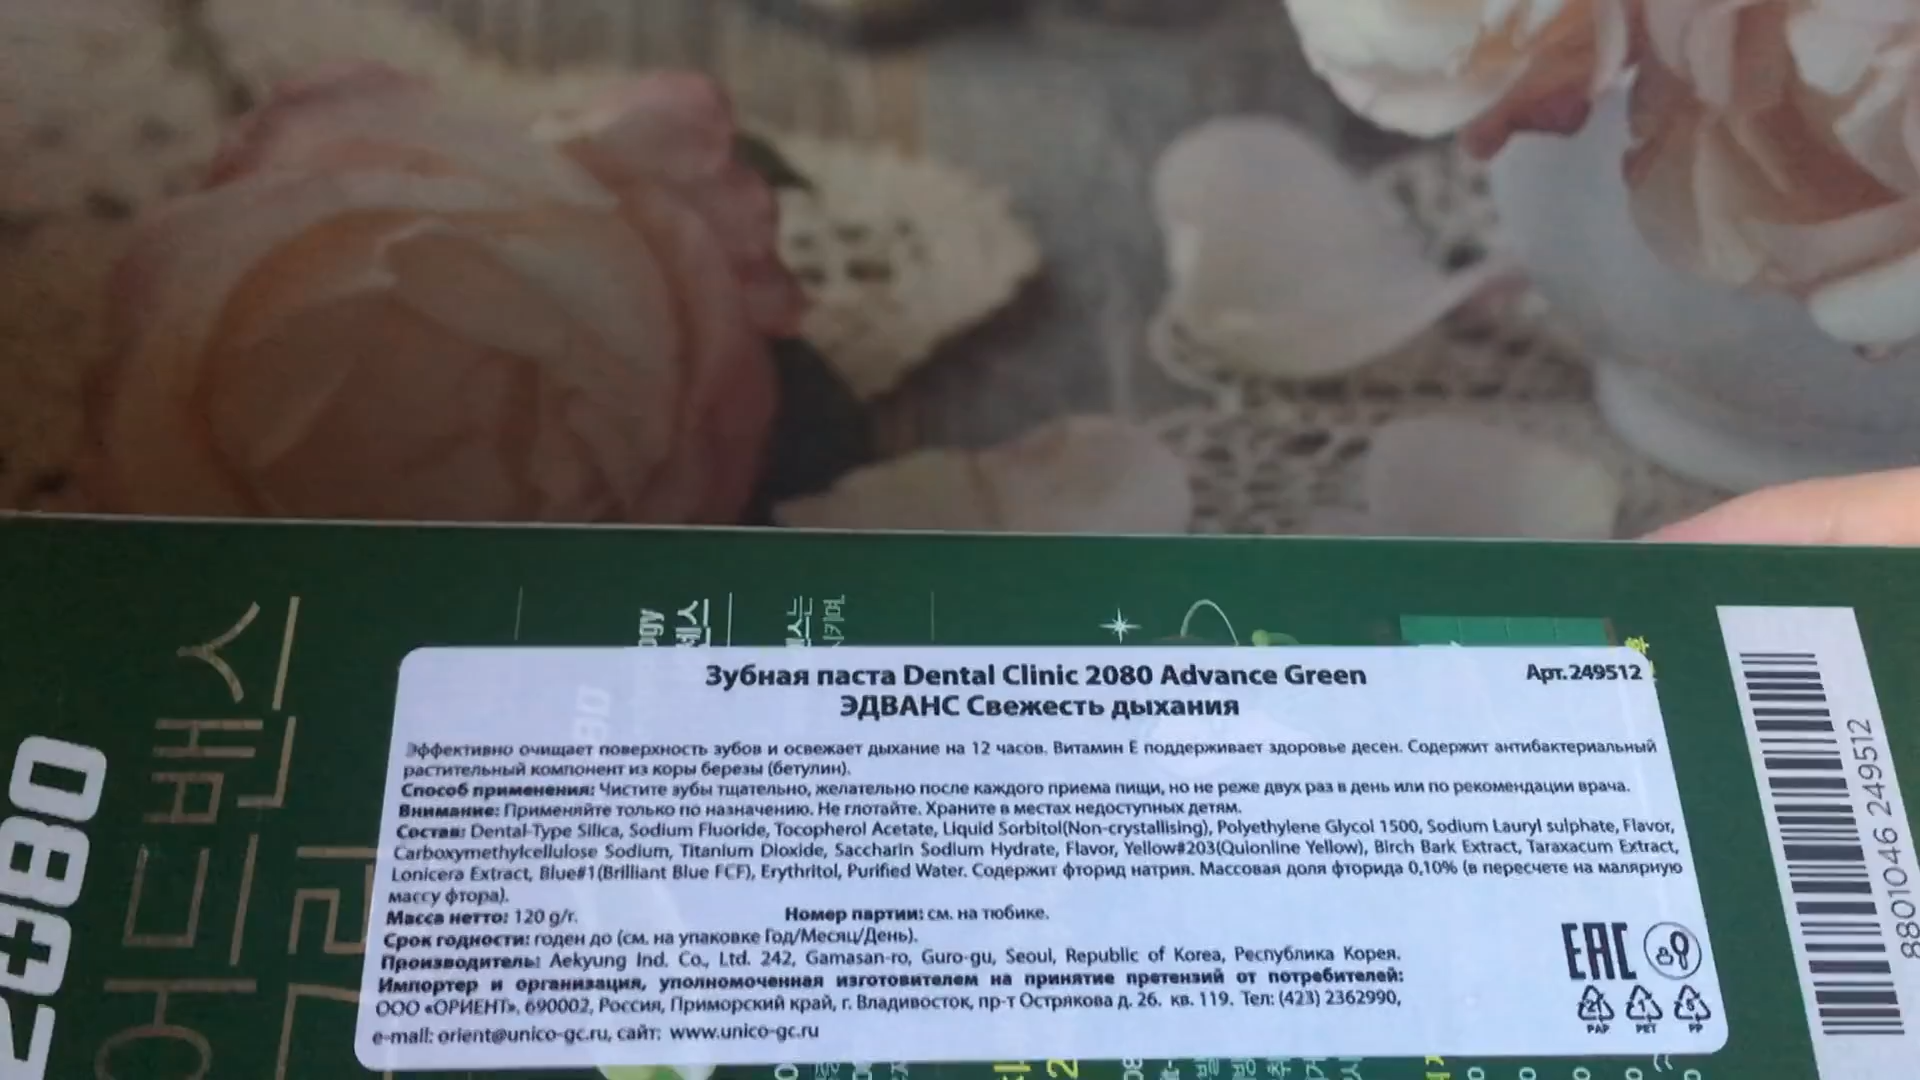 Зубная паста Dental Clinic 2080 Advance Green
Арт.249512
ЭДВАНС Свежесть дыхания
Эффективно очищает поверхность зубов и освежает дыхание на 12 часов. Витамин Е поддерживает здоровье десен. Содержит антибактериальный
растительный компонент из коры березы (бетулин).
Способ применения: Чистите зубы тщательно, желательно после каждого приема пищи, но не реже двух раз в день или по рекомендации врача.
Внимание: Применяйте только по назначению. Не глотайте. Храните в местах недоступных детям.
Состав: Dental-Type Silica, Sodium Fluoride, Tocopherol Acetate, Liquid Sorbitol(Non-crystallising), Polyethylene Glycol 1500, Sodium Lauryl sulphate, Flavor,
Carboxymethylcellulose Sodium, Titanium Dioxide, Saccharin Sodium Hydrate, Flavor, Yellow#203(Quionline Yellow), Birch Bark Extract, Taraxacum Extract,
Lonicera Extract, Blue#1(Brilliant Blue FCF), Erythritol, Purified Water. Содержит фторид натрия. Массовая доля фторида 0,10% (в пересчете на малярную
массу фтора).
Масса нетто: 120 g/г.
Номер партии: см. на тюбике.
Срок годности: годен до (см. на упаковке Год/Месяц/День).
Производитель: Aekyung Ind. Co., Ltd. 242, Gamasan-ro, Guro-gu, Seoul, Republic of Korea, Республика Корея.
Импортер и организация, уполномоченная изготовителем на принятие претензий от потребителей:
ООО «ОРИЕНТ», 690002, Россия, Приморский край, г. Владивосток, пр-т Острякова д. 26. кв. 119. Тел: (423) 2362990,
e-mail: orient@unico-gc.ru, сайт: www.unico-gc.ru
EAC
21 PAP
1 PET
5 PP
8801046 249512
2080